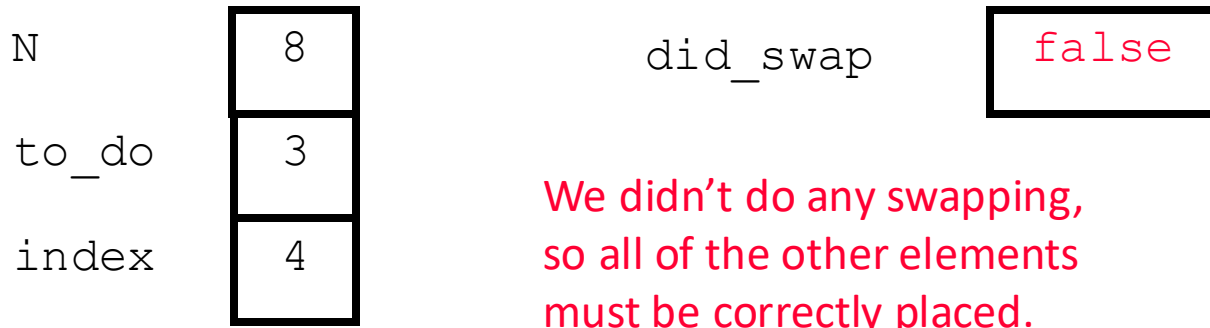 N 8 did_swap false
to_do 3
index 4
We didn’t do any swapping,
so all of the other elements
must be correctly placed.